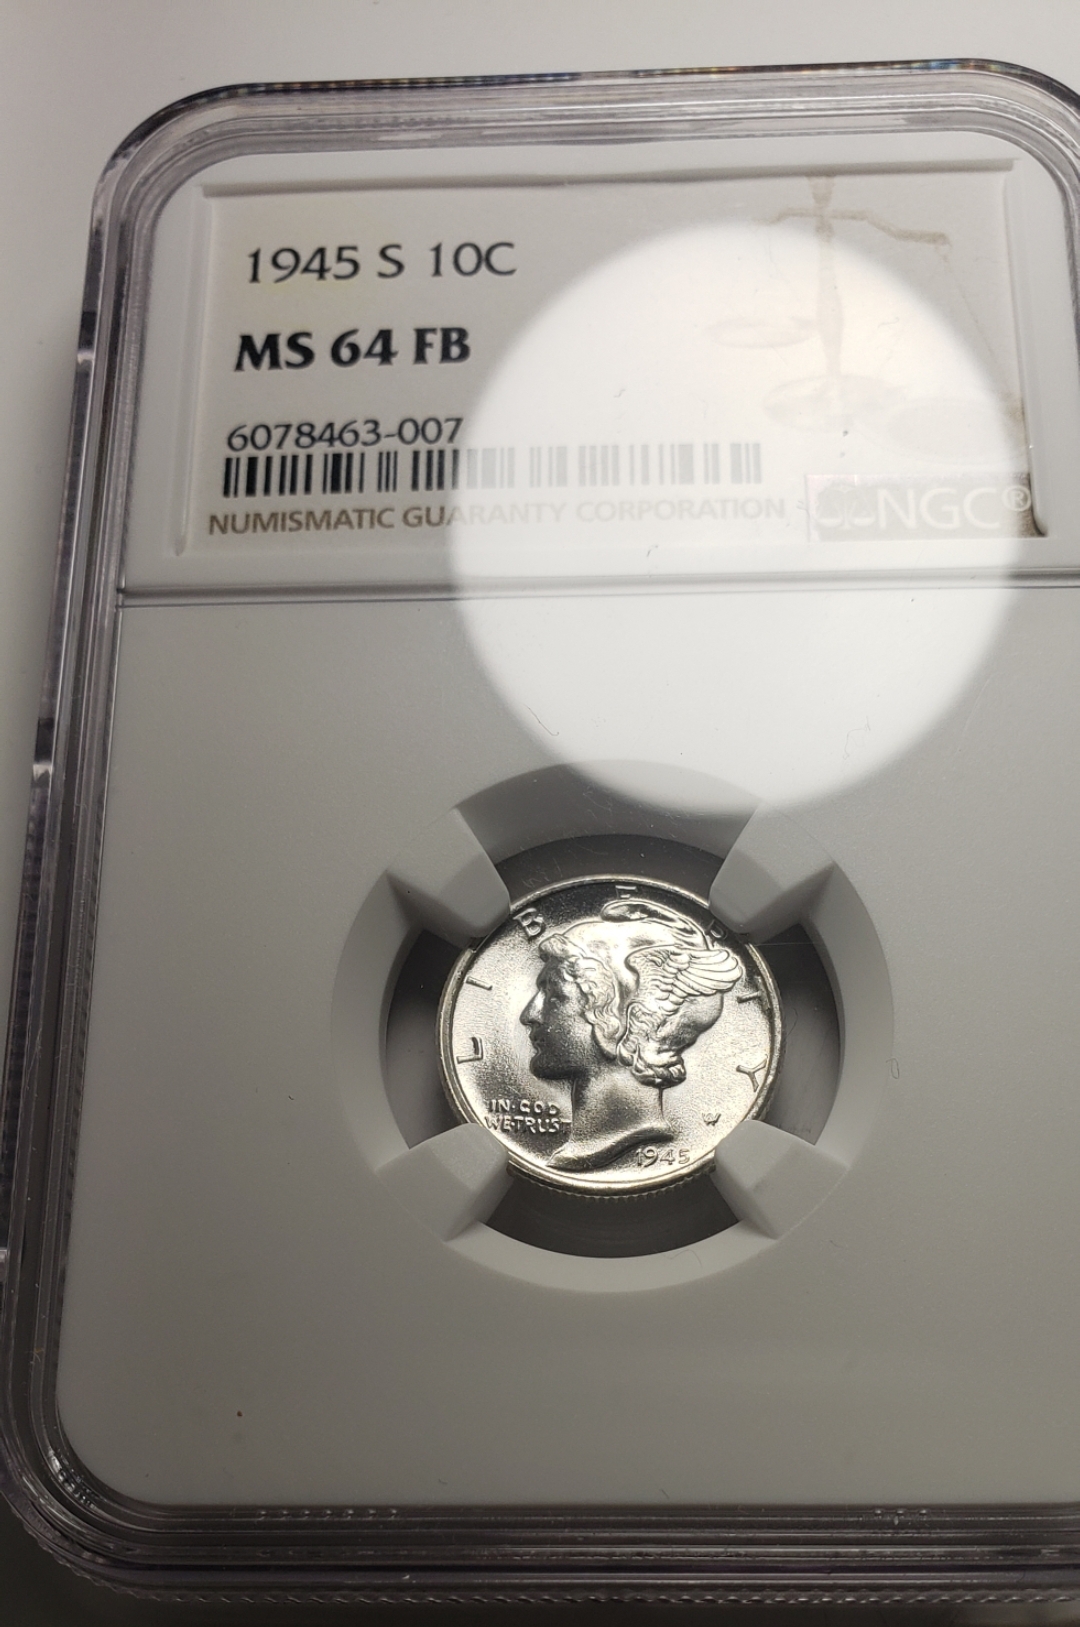 1945 S 10C
MS 64 FB
6078463-007
NUMISMATIC GUARANTY CORPORATION
NGC®
LIBERTY
IN·GOD
WE·TRUST
W
1945